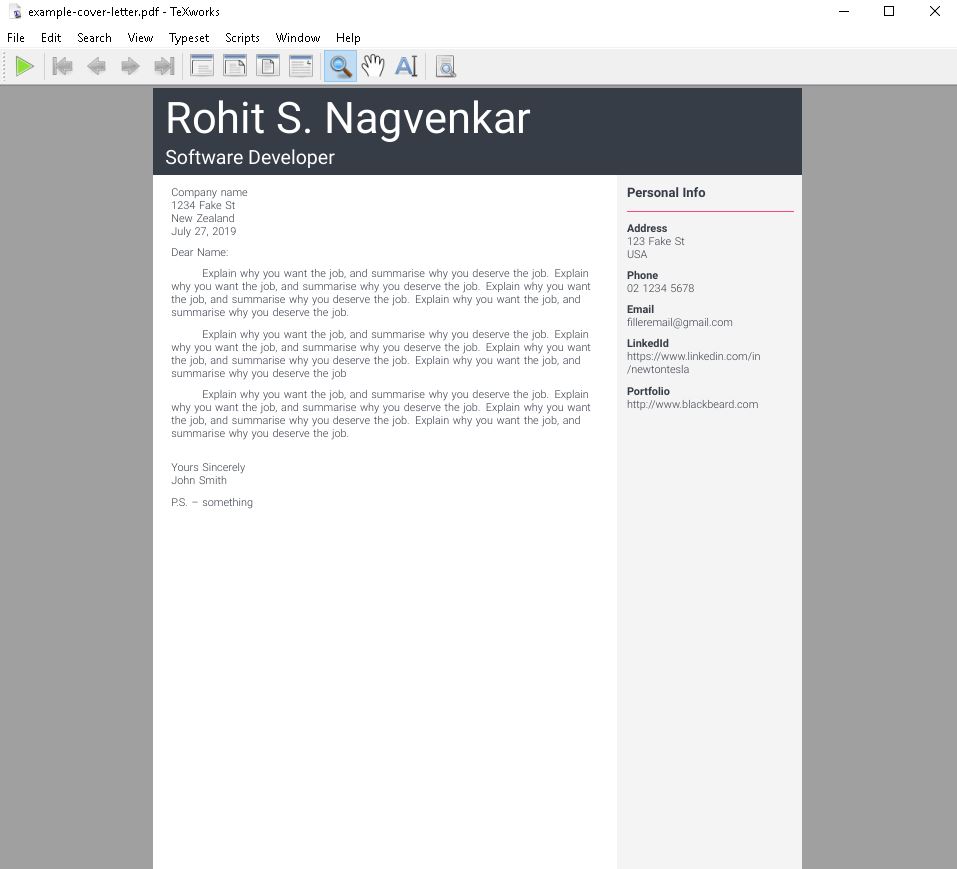 example-cover-letter.pdf - TeXworks
File Edit Search View Typeset Scripts Window Help
Rohit S. Nagvenkar
Software Developer
Company name
1234 Fake St
New Zealand
July 27, 2019
Dear Name:
Explain why you want the job, and summarise why you deserve the job. Explain
why you want the job, and summarise why you deserve the job. Explain why you want
the job, and summarise why you deserve the job. Explain why you want the job, and
summarise why you deserve the job.
Explain why you want the job, and summarise why you deserve the job. Explain
why you want the job, and summarise why you deserve the job. Explain why you want
the job, and summarise why you deserve the job. Explain why you want the job, and
summarise why you deserve the job
Explain why you want the job, and summarise why you deserve the job. Explain
why you want the job, and summarise why you deserve the job. Explain why you want
the job, and summarise why you deserve the job. Explain why you want the job, and
summarise why you deserve the job.
Yours Sincerely
John Smith
P.S. – something
Personal Info
Address
123 Fake St
USA
Phone
02 1234 5678
Email
filleremail@gmail.com
LinkedId
https://www.linkedin.com/in
/newtontesla
Portfolio
http://www.blackbeard.com